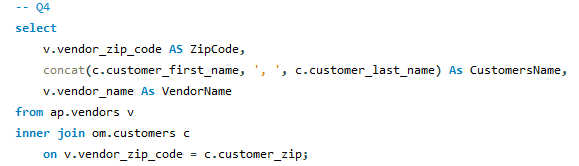 -- Q4
select
    v.vendor_zip_code AS ZipCode,
    concat(c.customer_first_name, ', ', c.customer_last_name) As CustomersName,
    v.vendor_name As VendorName
from ap.vendors v
inner join om.customers c
    on v.vendor_zip_code = c.customer_zip;